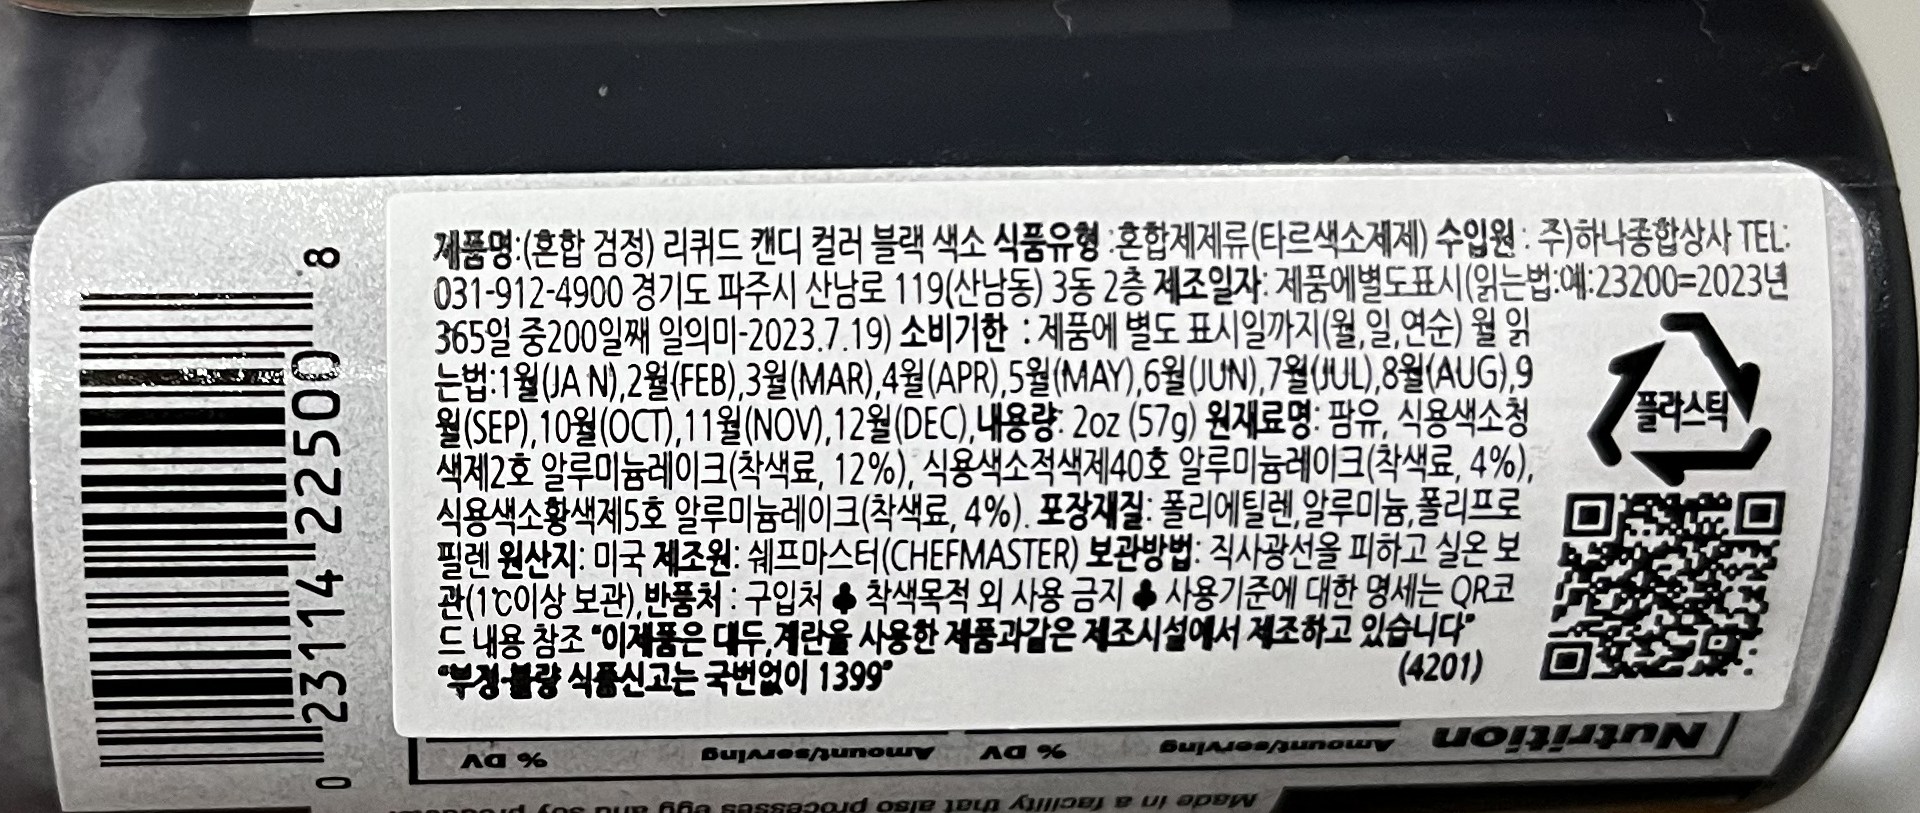 제품명:(혼합 검정) 리퀴드 캔디 컬러 블랙 색소 식품유형 :혼합제제류(타르색소제제) 수입원 : 주)하나종합상사 TEL:
031-912-4900 경기도 파주시 산남로 119(산남동) 3동 2층 제조일자: 제품에별도표시(읽는법:예:23200=2023년
365일 중200일째 일의미-2023.7.19) 소비기한 : 제품에 별도 표시일까지(월,일,연순) 월 읽
는법:1월(JA N),2월(FEB),3월(MAR),4월(APR),5월(MAY),6월(JUN),7월(JUL),8월(AUG),9
월(SEP),10월(OCT),11월(NOV),12월(DEC),내용량: 2oz (57g) 원재료명: 팜유, 식용색소청
색제2호 알루미늄레이크(착색료, 12%), 식용색소적색제40호 알루미늄레이크(착색료, 4%),
식용색소황색제5호 알루미늄레이크(착색료, 4%). 포장재질: 폴리에틸렌,알루미늄,폴리프로
필렌 원산지: 미국 제조원: 쉐프마스터(CHEFMASTER) 보관방법: 직사광선을 피하고 실온 보
관(1℃이상 보관),반품처 : 구입처 ♣ 착색목적 외 사용 금지 ♣ 사용기준에 대한 명세는 QR코
드 내용 참조 "이제품은 대두,계란을 사용한 제품과같은 제조시설에서 제조하고 있습니다"
"부정·불량 식품신고는 국번없이 1399"
(4201)
플라스틱
0 23114 22500 8
Nutrition
Amount/serving % DV Amount/serving % DV
Made in a facility that also processes egg and soy